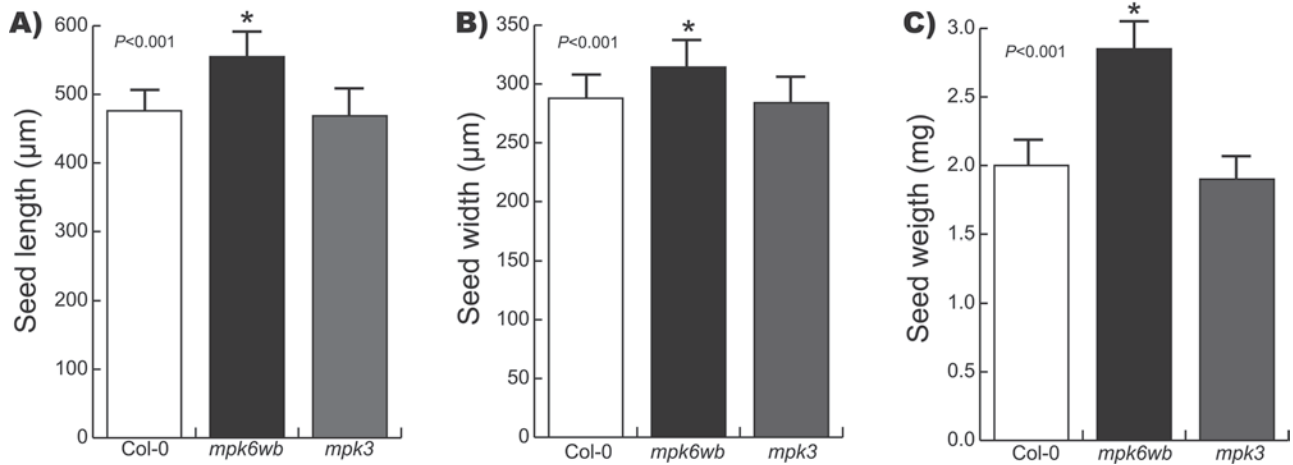 A)
Seed length (µm)
600
500
400
300
200
100
0
P<0.001
*
Col-0 mpk6wb mpk3
B)
Seed width (µm)
350
300
250
200
150
100
50
0
P<0.001
*
Col-0 mpk6wb mpk3
C)
Seed weigth (mg)
3.0
2.5
2.0
1.5
1.0
0.5
0.0
P<0.001
*
Col-0 mpk6wb mpk3